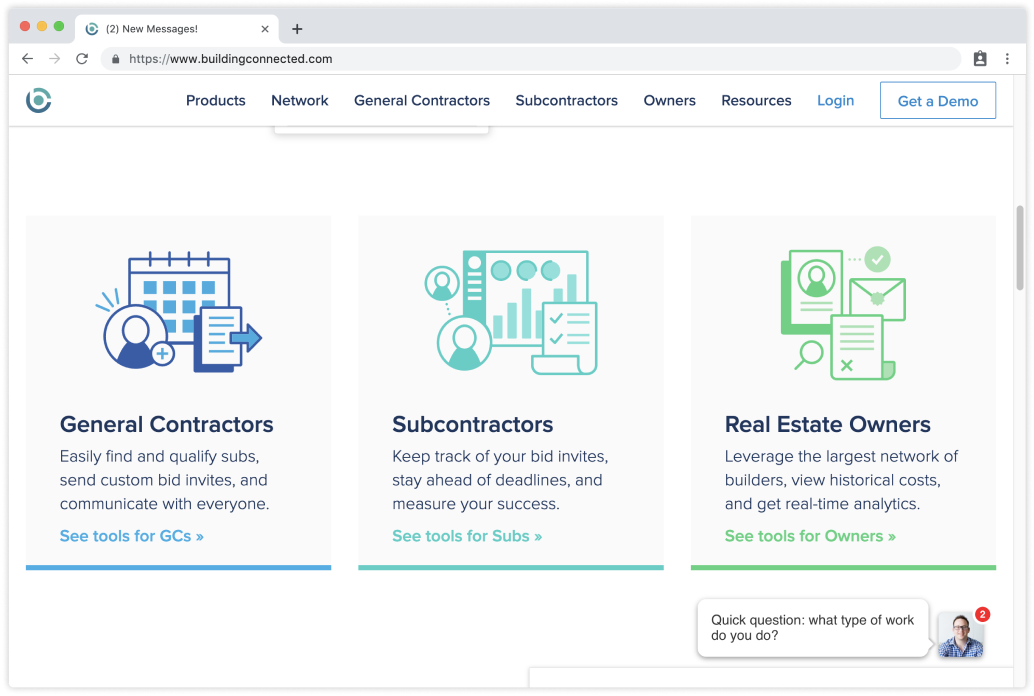 (2) New Messages!
https://www.buildingconnected.com
Products Network General Contractors Subcontractors Owners Resources Login Get a Demo
General Contractors
Easily find and qualify subs,
send custom bid invites, and
communicate with everyone.
See tools for GCs »
Subcontractors
Keep track of your bid invites,
stay ahead of deadlines, and
measure your success.
See tools for Subs »
Real Estate Owners
Leverage the largest network of
builders, view historical costs,
and get real-time analytics.
See tools for Owners »
Quick question: what type of work
do you do?
2